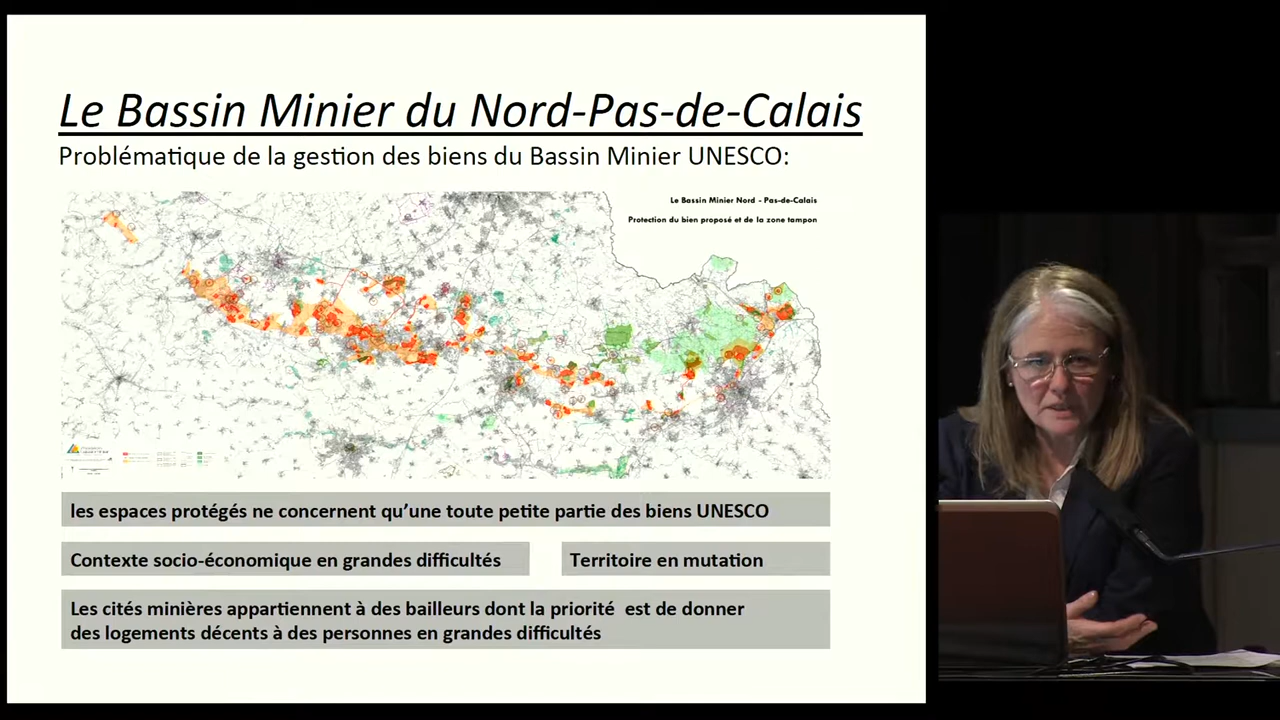 Le Bassin Minier du Nord-Pas-de-Calais
Problématique de la gestion des biens du Bassin Minier UNESCO:
Le Bassin Minier Nord - Pas-de-Calais
Protection du bien proposé et de la zone tampon
les espaces protégés ne concernent qu'une toute petite partie des biens UNESCO
Contexte socio-économique en grandes difficultés
Territoire en mutation
Les cités minières appartiennent à des bailleurs dont la priorité est de donner
des logements décents à des personnes en grandes difficultés